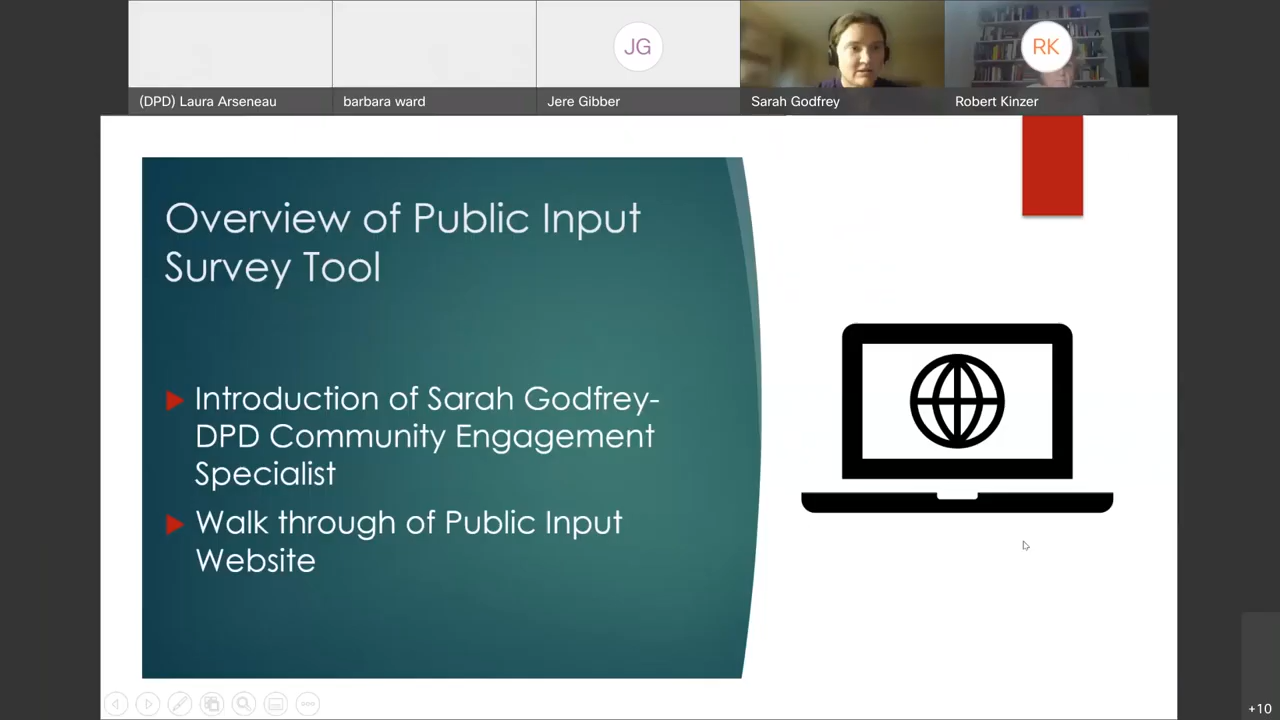 JG
RK
(DPD) Laura Arseneau
barbara ward
Jere Gibber
Sarah Godfrey
Robert Kinzer
Overview of Public Input
Survey Tool
Introduction of Sarah Godfrey-
DPD Community Engagement
Specialist
Walk through of Public Input
Website
+10